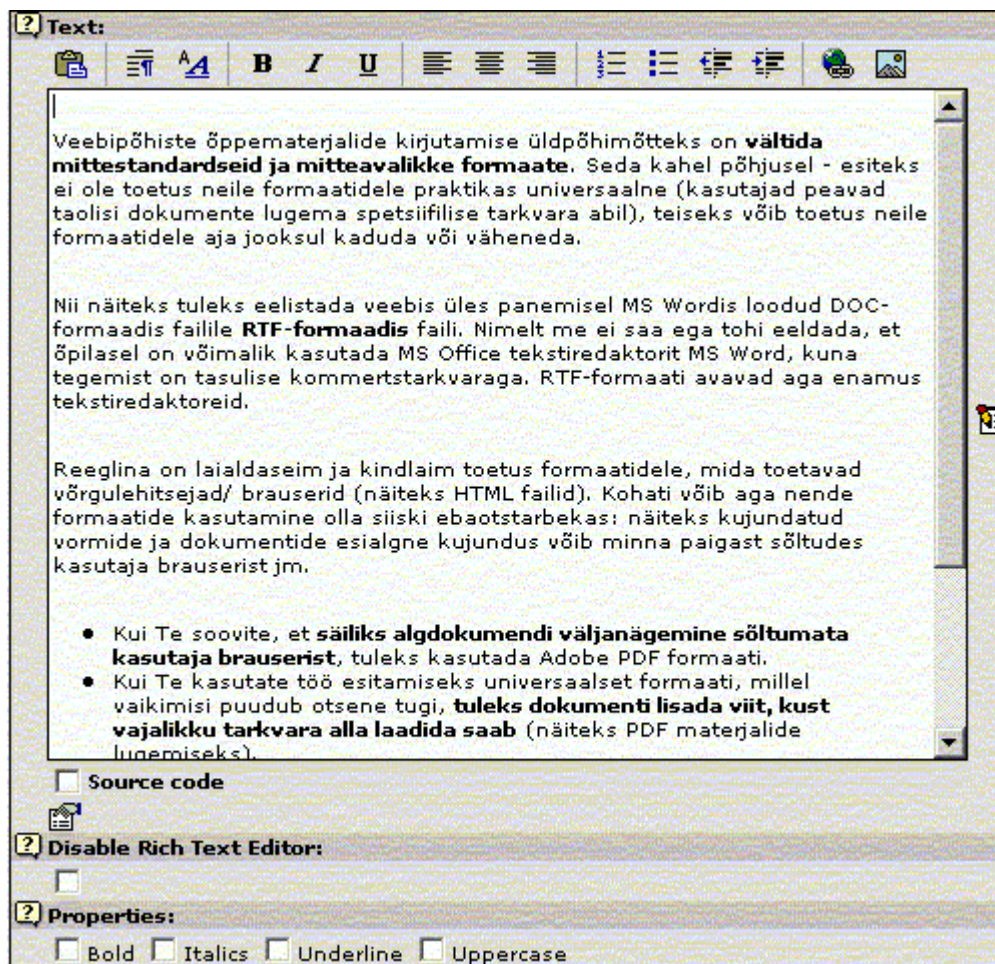 Text:
B I U
Veebipõhiste õppematerjalide kirjutamise üldpõhimõtteks on vältida
mittestandardseid ja mitteavalikke formaate. Seda kahel põhjusel - esiteks
ei ole toetus neile formaatidele praktikas universaalne (kasutajad peavad
taolisi dokumente lugema spetsiifilise tarkvara abil), teiseks võib toetus neile
formaatidele aja jooksul kaduda või väheneda.
Nii näiteks tuleks eelistada veebis üles panemisel MS Wordis loodud DOC-
formaadis failile RTF-formaadis faili. Nimelt me ei saa ega tohi eeldada, et
õpilasel on võimalik kasutada MS Office tekstiredaktorit MS Word, kuna
tegemist on tasulise kommertstarkvaraga. RTF-formaati avavad aga enamus
tekstiredaktoreid.
Reeglina on laialdaseim ja kindlaim toetus formaatidele, mida toetavad
võrgulehitsejad/ brauserid (näiteks HTML failid). Kohati võib aga nende
formaatide kasutamine olla siiski ebaotstarbekas: näiteks kujundatud
vormide ja dokumentide esialgne kujundus võib minna paigast sõltudes
kasutaja brauserist jm.
Kui Te soovite, et säiliks algdokumendi väljanägemine sõltumata
kasutaja brauserist, tuleks kasutada Adobe PDF formaati.
Kui Te kasutate töö esitamiseks universaalset formaati, millel
vaikimisi puudub otsene tugi, tuleks dokumenti lisada viit, kust
vajalikku tarkvara alla laadida saab (näiteks PDF materjalide
lugemiseks).
Source code
Disable Rich Text Editor:
Properties:
Bold Italics Underline Uppercase